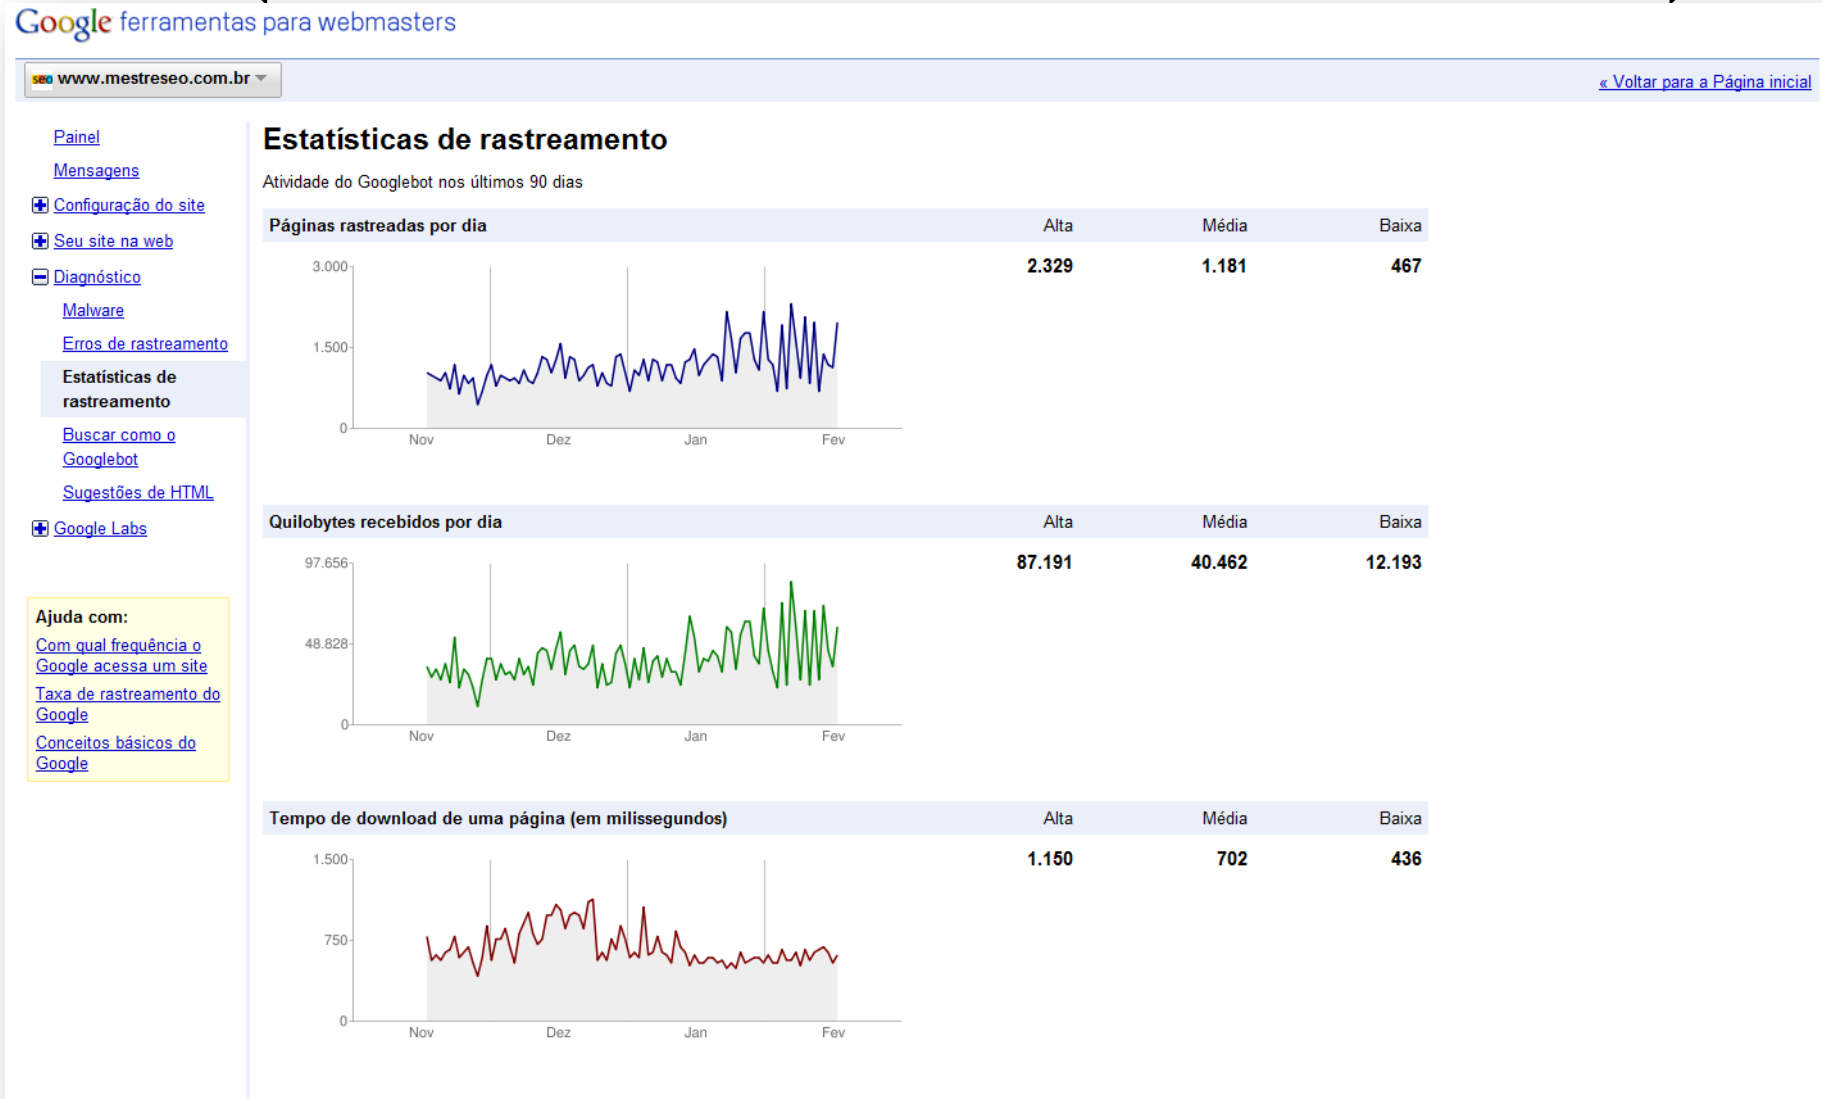 Google ferramentas para webmasters
seo www.mestreseo.com.br
« Voltar para a Página inicial
Painel
Mensagens
Configuração do site
Seu site na web
Diagnóstico
Malware
Erros de rastreamento
Estatísticas de
rastreamento
Buscar como o
Googlebot
Sugestões de HTML
Google Labs
Ajuda com:
Com qual frequência o
Google acessa um site
Taxa de rastreamento do
Google
Conceitos básicos do
Google
Estatísticas de rastreamento
Atividade do Googlebot nos últimos 90 dias
Páginas rastreadas por dia Alta Média Baixa
2.329 1.181 467
3.000
1.500
0
Nov Dez Jan Fev
Quilobytes recebidos por dia Alta Média Baixa
87.191 40.462 12.193
97.656
48.828
0
Nov Dez Jan Fev
Tempo de download de uma página (em milissegundos) Alta Média Baixa
1.150 702 436
1.500
750
0
Nov Dez Jan Fev